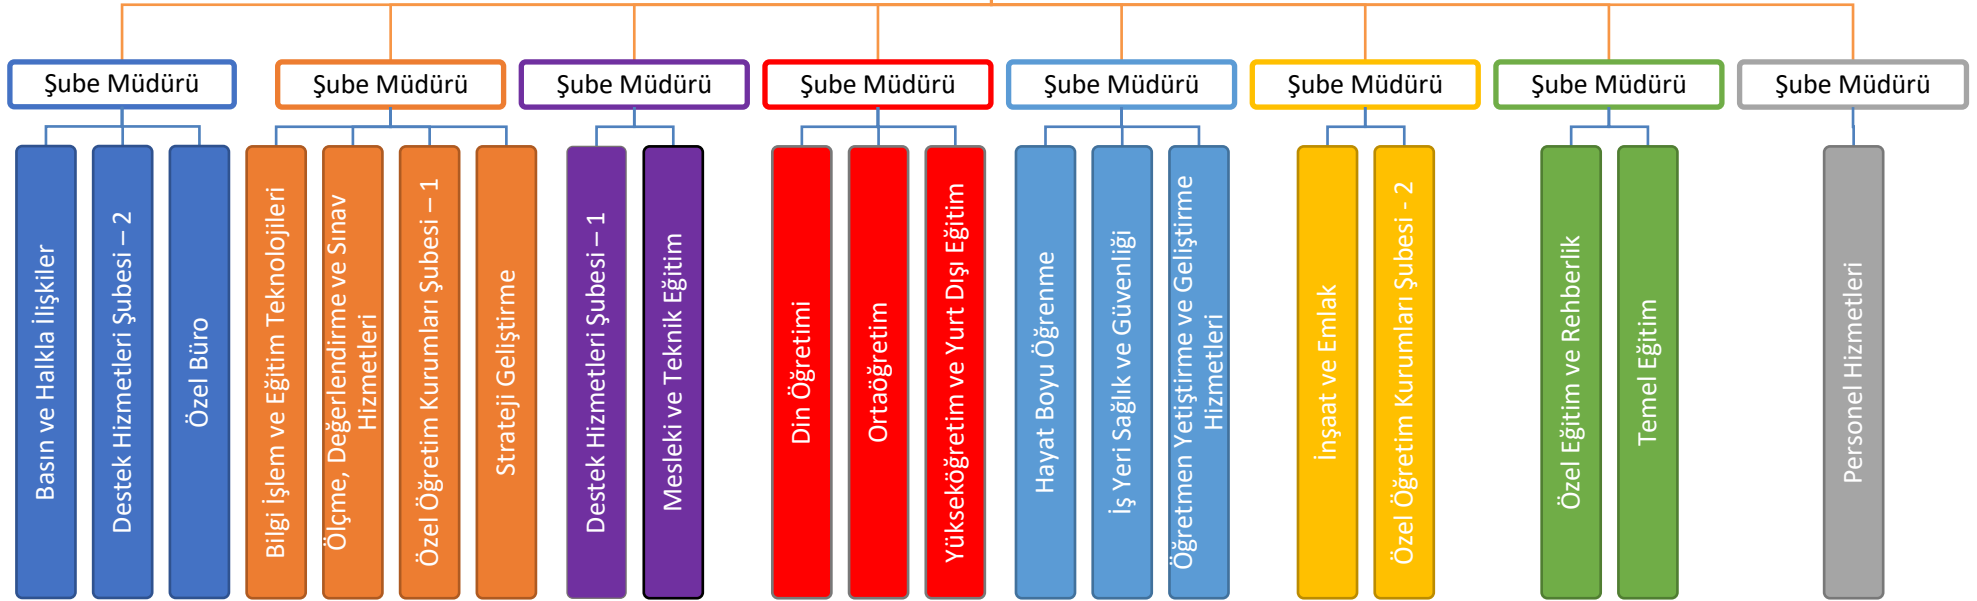 Şube Müdürü
Şube Müdürü
Şube Müdürü
Şube Müdürü
Şube Müdürü
Şube Müdürü
Şube Müdürü
Şube Müdürü
Basın ve Halkla İlişkiler
Destek Hizmetleri Şubesi – 2
Özel Büro
Bilgi İşlem ve Eğitim Teknolojileri
Ölçme, Değerlendirme ve Sınav
Hizmetleri
Özel Öğretim Kurumları Şubesi – 1
Strateji Geliştirme
Destek Hizmetleri Şubesi – 1
Mesleki ve Teknik Eğitim
Din Öğretimi
Ortaöğretim
Yükseköğretim ve Yurt Dışı Eğitim
Hayat Boyu Öğrenme
İş Yeri Sağlık ve Güvenliği
Öğretmen Yetiştirme ve Geliştirme
Hizmetleri
İnşaat ve Emlak
Özel Öğretim Kurumları Şubesi - 2
Özel Eğitim ve Rehberlik
Temel Eğitim
Personel Hizmetleri